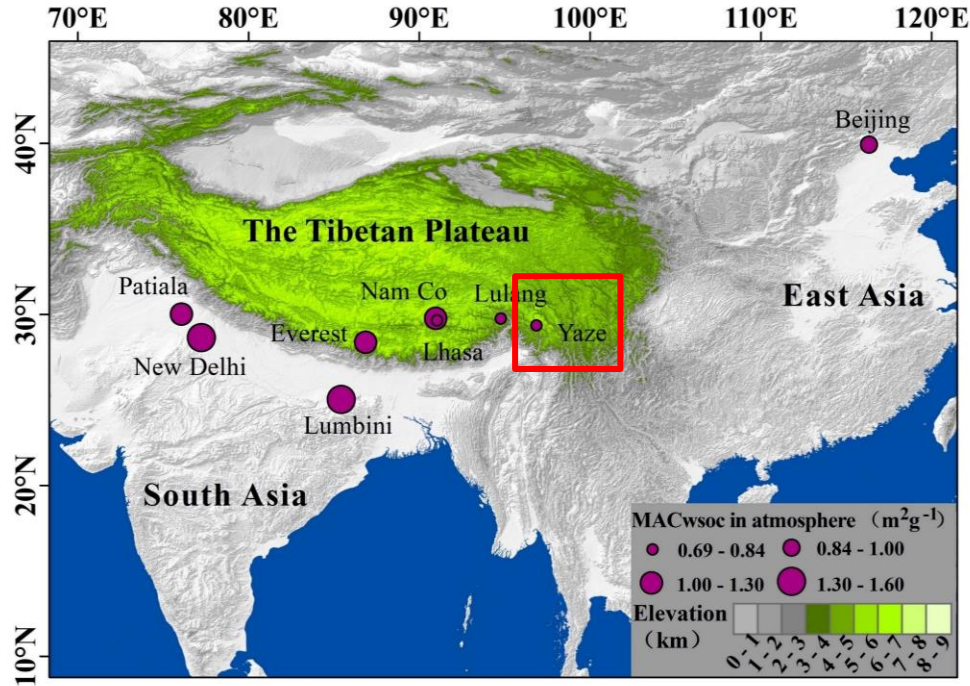 70°E 80°E 90°E 100°E 110°E 120°E
40°N
30°N
20°N
10°N
Beijing
The Tibetan Plateau
Patiala
Nam Co
Lulang
East Asia
Everest
Lhasa
Yaze
New Delhi
Lumbini
South Asia
MACwsoc in atmosphere （m²g⁻¹）
0.69 - 0.84 0.84 - 1.00
1.00 - 1.30 1.30 - 1.60
Elevation
（km）
0 - 1 1 - 2 2 - 3 3 - 4 4 - 5 5 - 6 6 - 7 7 - 8 8 - 9